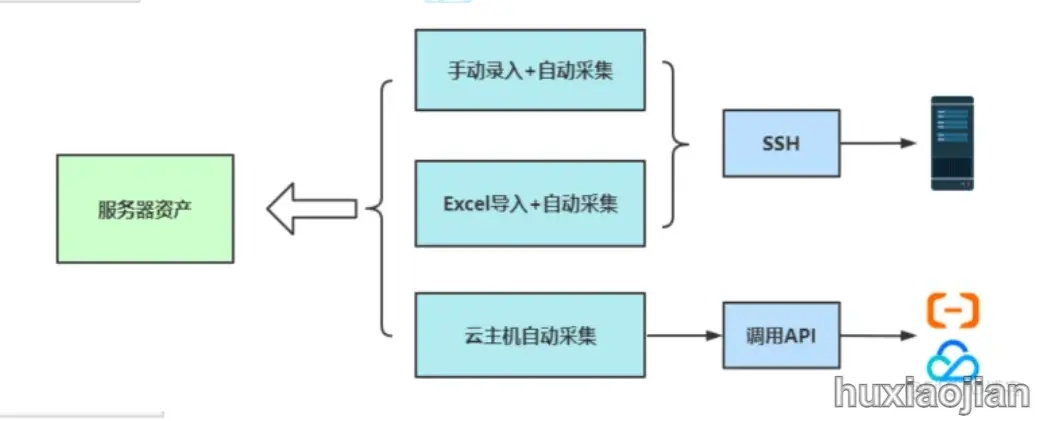 手动录入+自动采集
SSH
服务器资产
Excel导入+自动采集
云主机自动采集
调用API
huxiaojian